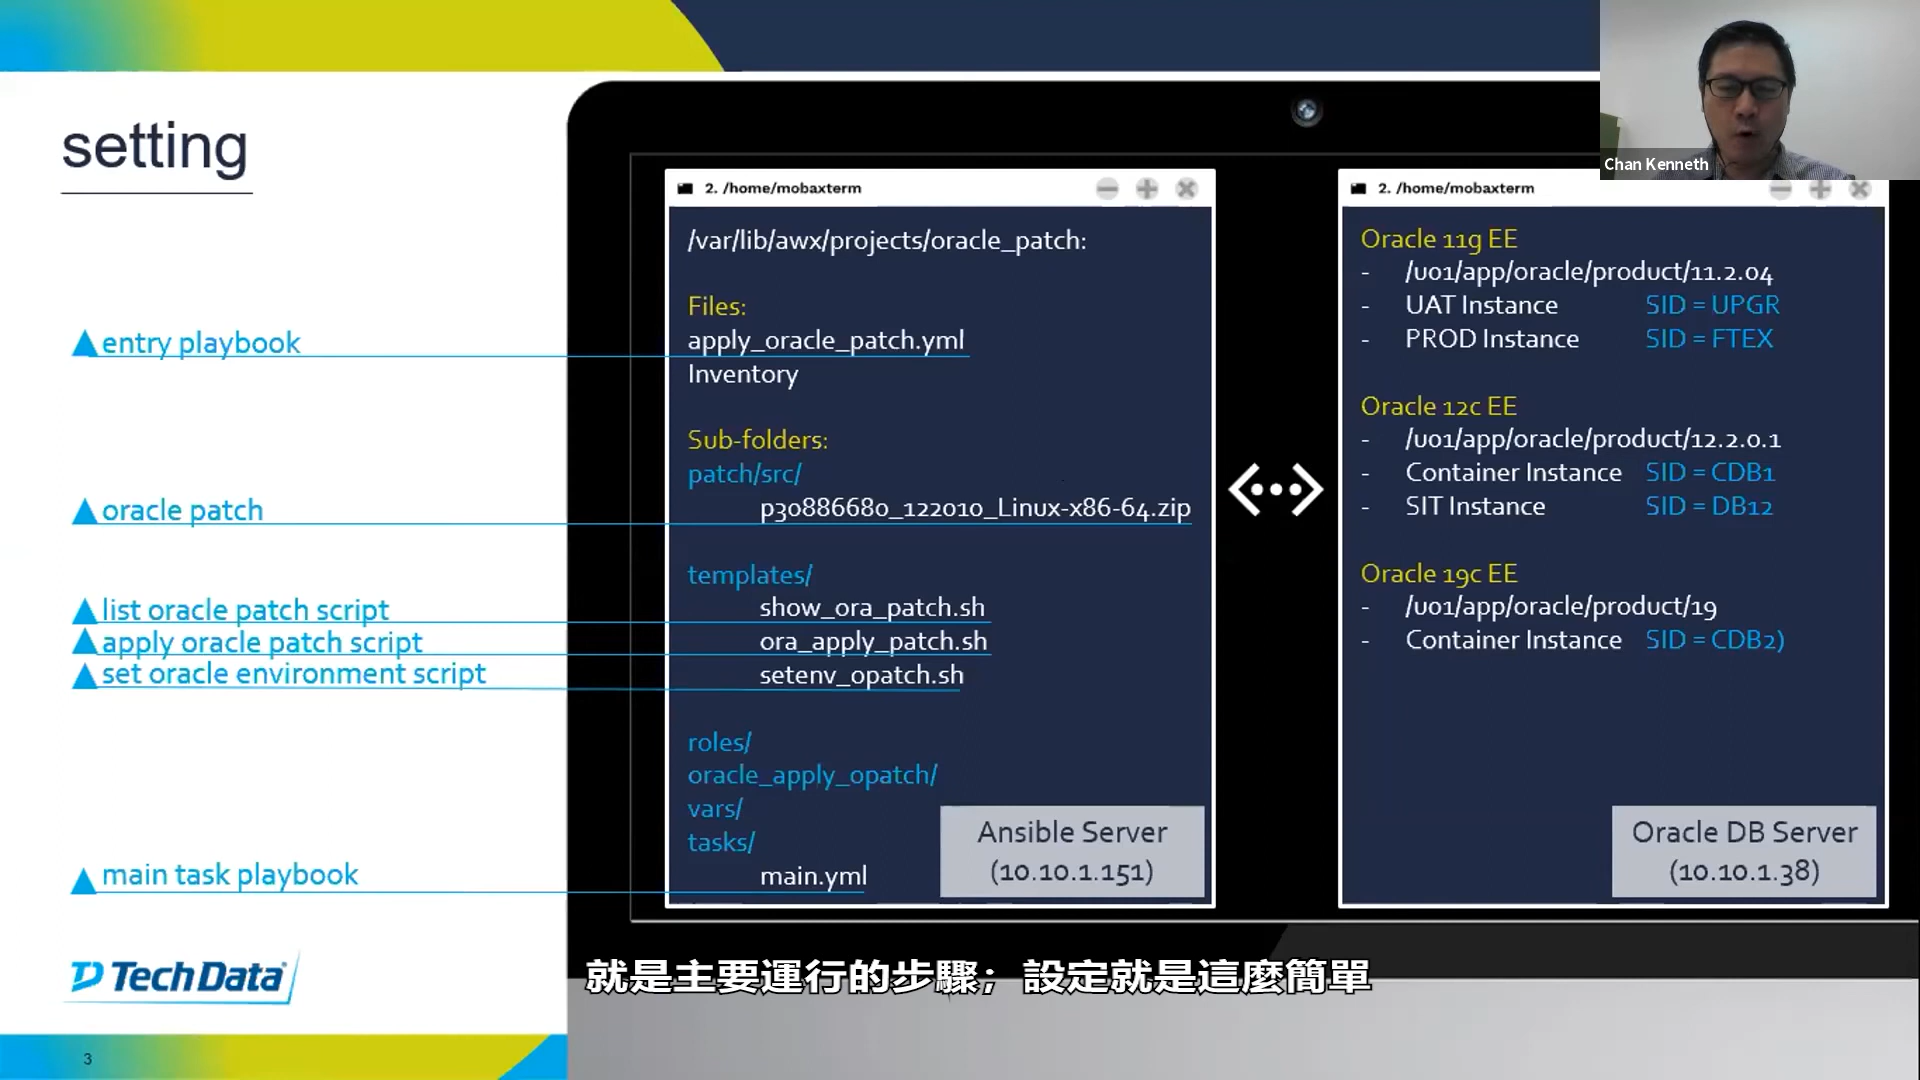 setting
▲ entry playbook
▲ oracle patch
▲ list oracle patch script
▲ apply oracle patch script
▲ set oracle environment script
▲ main task playbook
TechData
3
2. /home/mobaxterm
/var/lib/awx/projects/oracle_patch:
Files:
apply_oracle_patch.yml
Inventory
Sub-folders:
patch/src/
p30886680_122010_Linux-x86-64.zip
templates/
show_ora_patch.sh
ora_apply_patch.sh
setenv_opatch.sh
roles/
oracle_apply_opatch/
vars/
tasks/
main.yml
Ansible Server
(10.10.1.151)
2. /home/mobaxterm
Oracle 11g EE
- /u01/app/oracle/product/11.2.04
- UAT Instance SID = UPGR
- PROD Instance SID = FTEX
Oracle 12c EE
- /u01/app/oracle/product/12.2.0.1
- Container Instance SID = CDB1
- SIT Instance SID = DB12
Oracle 19c EE
- /u01/app/oracle/product/19
- Container Instance SID = CDB2)
Oracle DB Server
(10.10.1.38)
Chan Kenneth
就是主要運行的步驟；設定就是這麼簡單